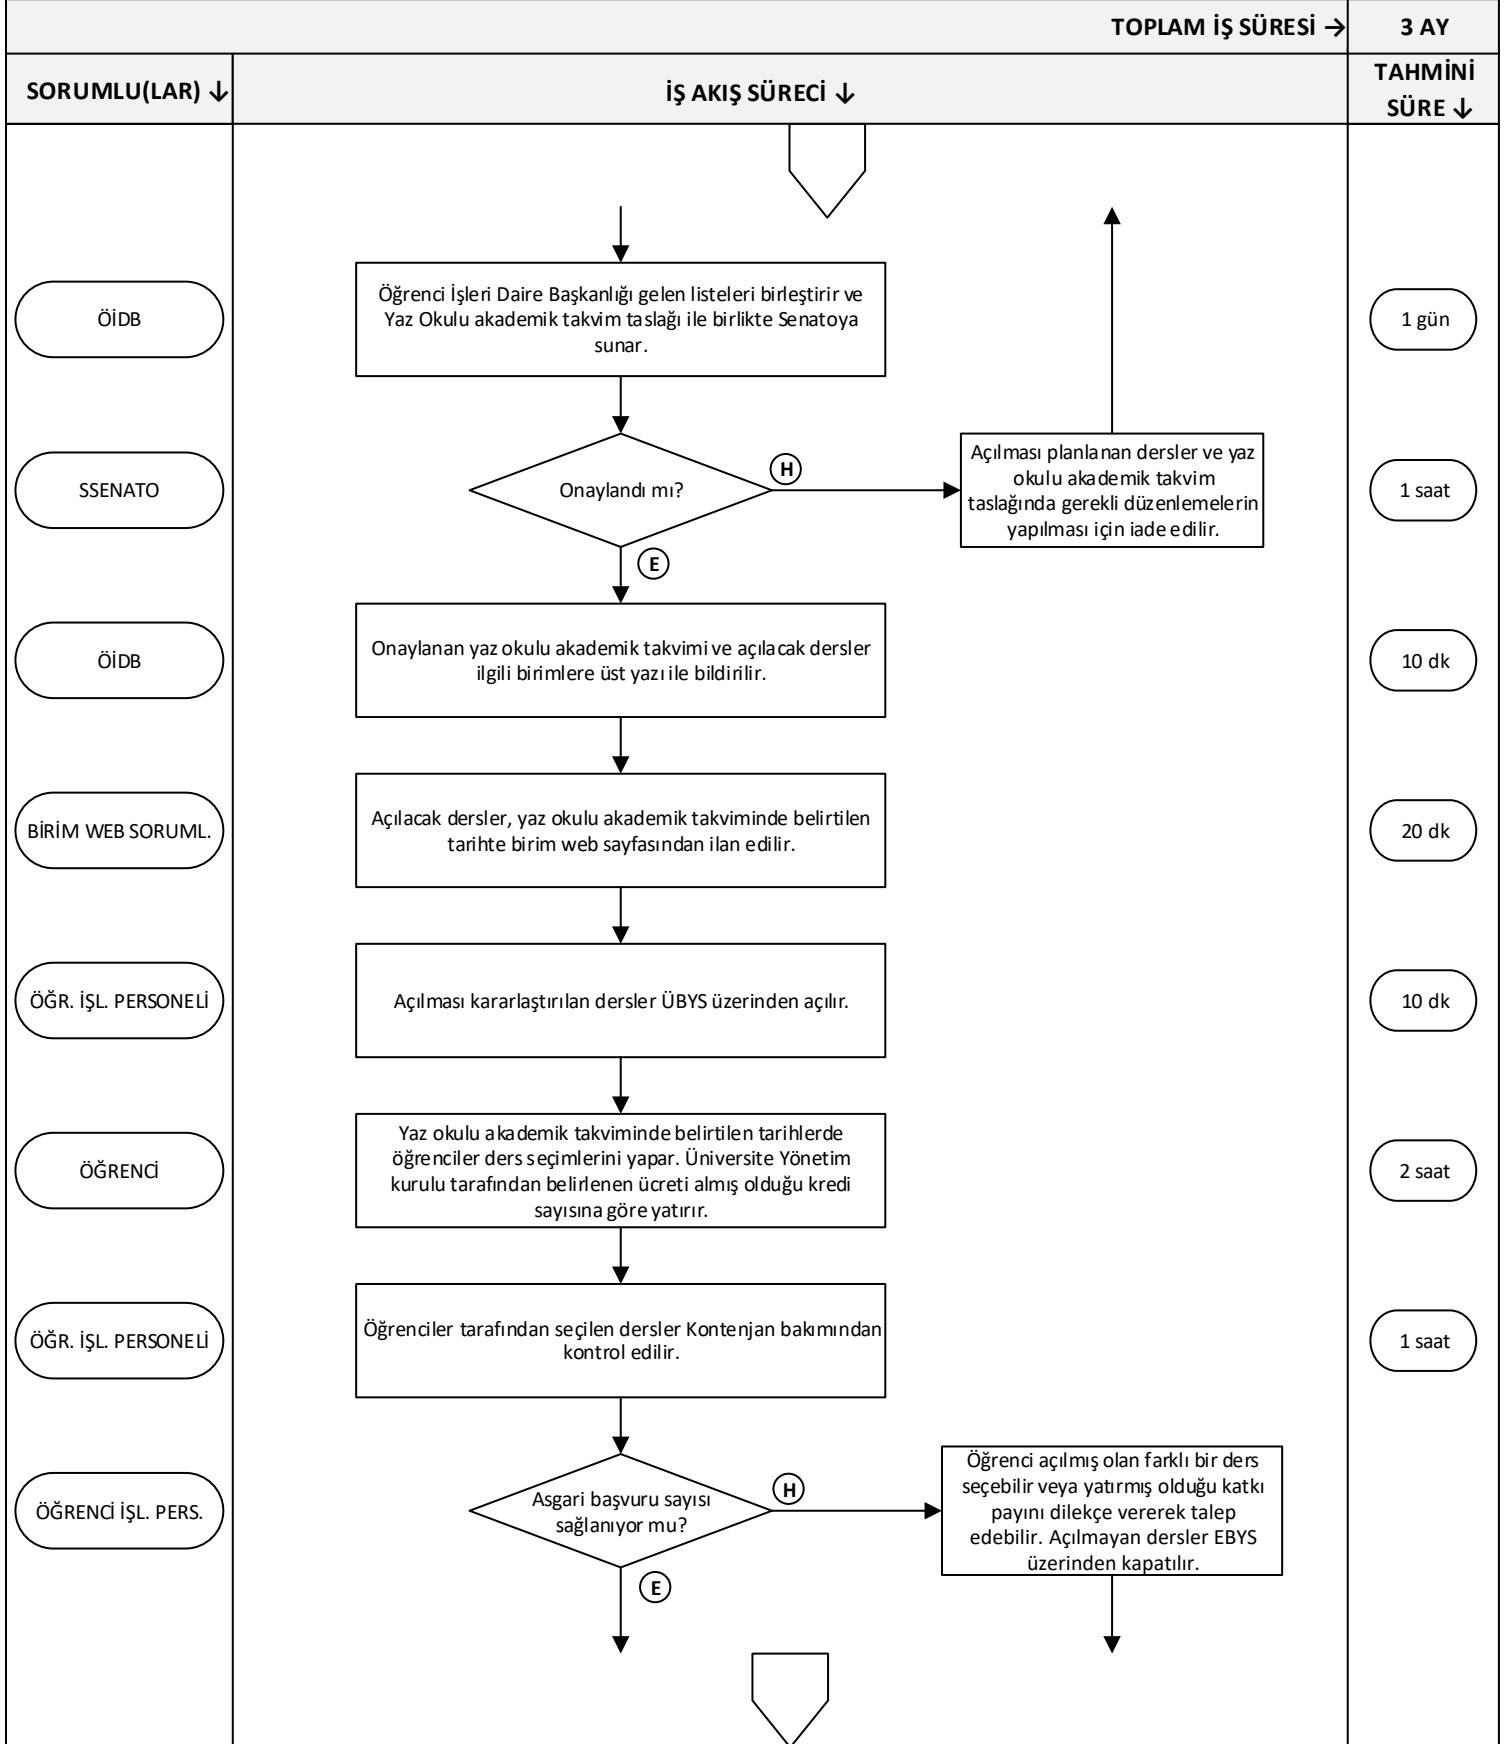 TOPLAM İŞ SÜRESİ →
3 AY
SORUMLU(LAR) ↓
İŞ AKIŞ SÜRECİ ↓
TAHMİNİ
SÜRE ↓
ÖİDB
Öğrenci İşleri Daire Başkanlığı gelen listeleri birleştirir ve
Yaz Okulu akademik takvim taslağı ile birlikte Senatoya
sunar.
1 gün
SSENATO
Onaylandı mı?
H
Açılması planlanan dersler ve yaz
okulu akademik takvim
taslağında gerekli düzenlemelerin
yapılması için iade edilir.
1 saat
E
ÖİDB
Onaylanan yaz okulu akademik takvimi ve açılacak dersler
ilgili birimlere üst yazı ile bildirilir.
10 dk
BİRİM WEB SORUML.
Açılacak dersler, yaz okulu akademik takviminde belirtilen
tarihte birim web sayfasından ilan edilir.
20 dk
ÖĞR. İŞL. PERSONELİ
Açılması kararlaştırılan dersler ÜBYS üzerinden açılır.
10 dk
ÖĞRENCİ
Yaz okulu akademik takviminde belirtilen tarihlerde
öğrenciler ders seçimlerini yapar. Üniversite Yönetim
kurulu tarafından belirlenen ücreti almış olduğu kredi
sayısına göre yatırır.
2 saat
ÖĞR. İŞL. PERSONELİ
Öğrenciler tarafından seçilen dersler Kontenjan bakımından
kontrol edilir.
1 saat
ÖĞRENCİ İŞL. PERS.
Asgari başvuru sayısı
sağlanıyor mu?
H
Öğrenci açılmış olan farklı bir ders
seçebilir veya yatırmış olduğu katkı
payını dilekçe vererek talep
edebilir. Açılmayan dersler EBYS
üzerinden kapatılır.
E